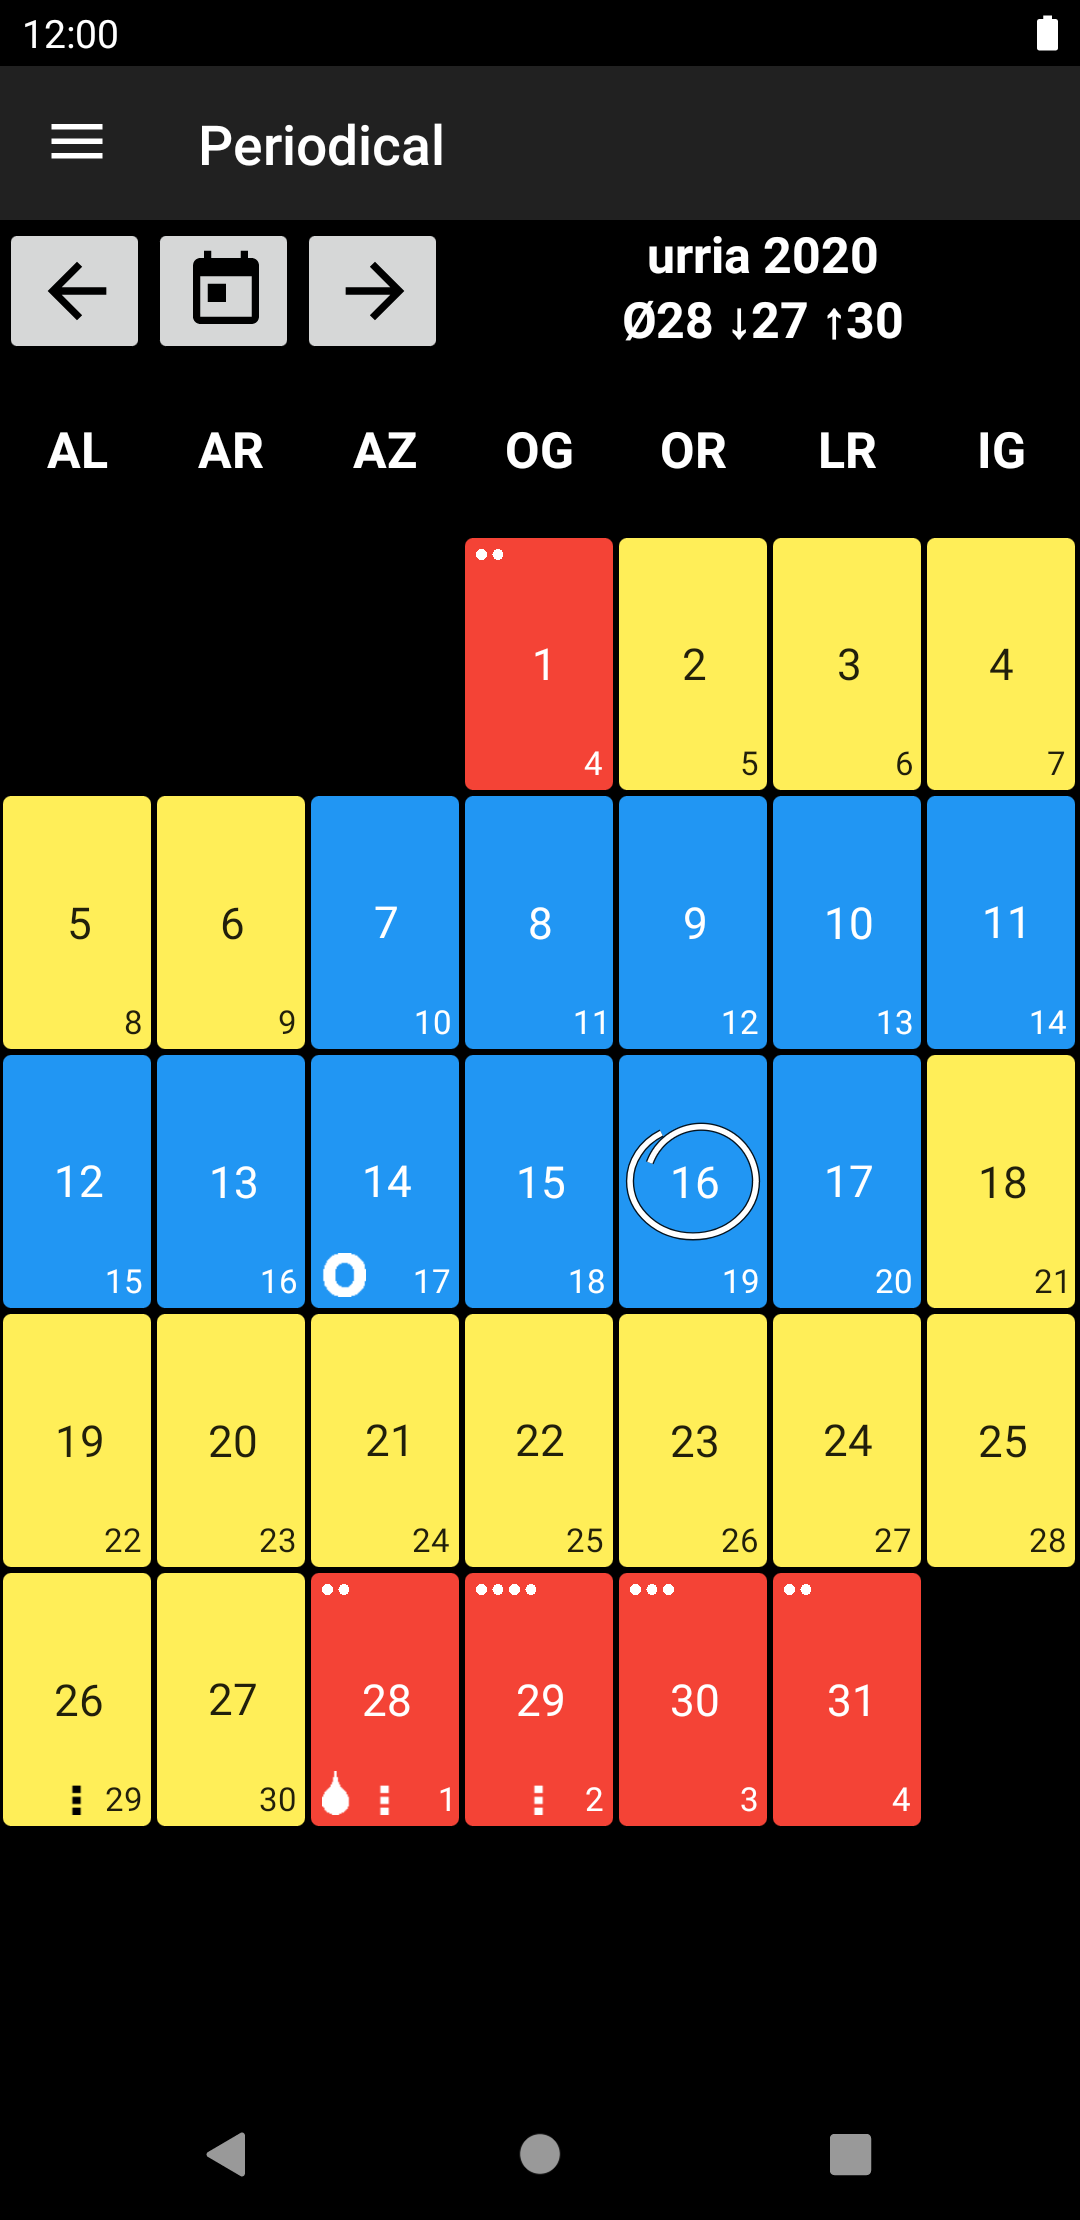 12:00
Periodical
urria 2020
Ø28 ↓27 ↑30
AL AR AZ OG OR LR IG
1 2 3 4
4 5 6 7
5 6 7 8 9 10 11
8 9 10 11 12 13 14
12 13 14 15 16 17 18
15 16 O 17 18 19 20 21
19 20 21 22 23 24 25
22 23 24 25 26 27 28
26 27 28 29 30 31
29 30 1 2 3 4